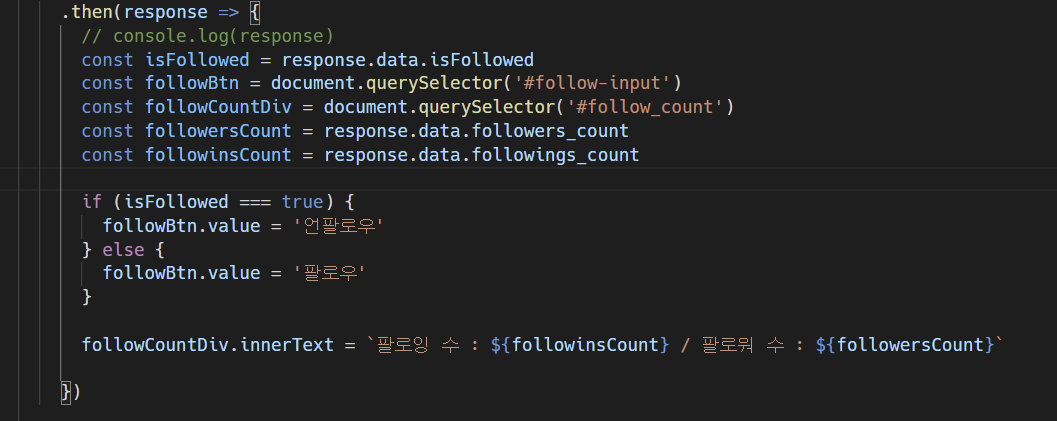 .then(response => {
// console.log(response)
const isFollowed = response.data.isFollowed
const followBtn = document.querySelector('#follow-input')
const followCountDiv = document.querySelector('#follow_count')
const followersCount = response.data.followers_count
const followinsCount = response.data.followings_count
if (isFollowed === true) {
followBtn.value = '언팔로우'
} else {
followBtn.value = '팔로우'
}
followCountDiv.innerText = `팔로잉 수 : ${followinsCount} / 팔로워 수 : ${followersCount}`
})